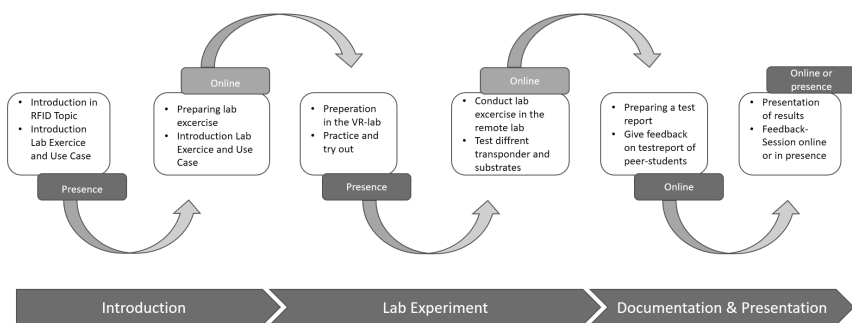 • Introduction in
RFID Topic
• Introduction
Lab Exercice
and Use Case
Presence
Online
• Preparing lab
excercise
• Introduction Lab
Exercice and Use
Case
• Preperation
in the VR-lab
• Practice and
try out
Presence
Online
• Conduct lab
excercise in the
remote lab
• Test diffrent
transponder and
substrates
• Preparing a test
report
• Give feedback
on testreport of
peer-students
Online
Online or
presence
• Presentation
of results
• Feedback-
Session online
or in presence
Introduction
Lab Experiment
Documentation & Presentation